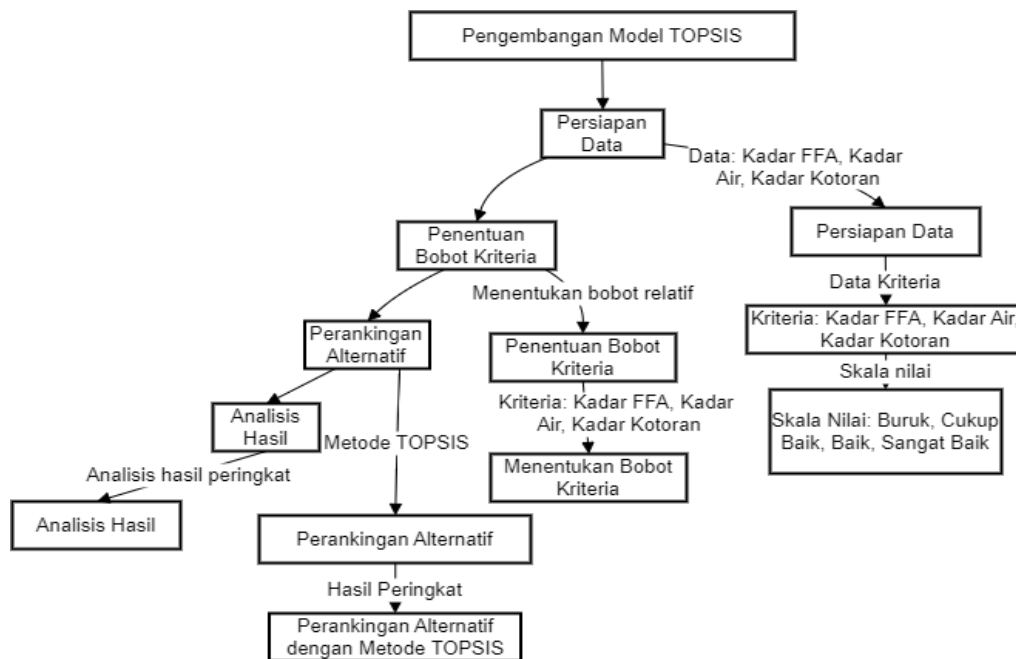 Pengembangan Model TOPSIS
Persiapan
Data
Data: Kadar FFA, Kadar
Air, Kadar Kotoran
Penentuan
Bobot Kriteria
Persiapan Data
Menentukan bobot relatif
Data Kriteria
Perankingan
Alternatif
Penentuan Bobot
Kriteria
Kriteria: Kadar FFA, Kadar Air,
Kadar Kotoran
Skala nilai
Analisis
Hasil
Metode TOPSIS
Kriteria: Kadar FFA, Kadar
Air, Kadar Kotoran
Skala Nilai: Buruk, Cukup
Baik, Baik, Sangat Baik
Analisis hasil peringkat
Menentukan Bobot
Kriteria
Analisis Hasil
Perankingan Alternatif
Hasil Peringkat
Perankingan Alternatif
dengan Metode TOPSIS